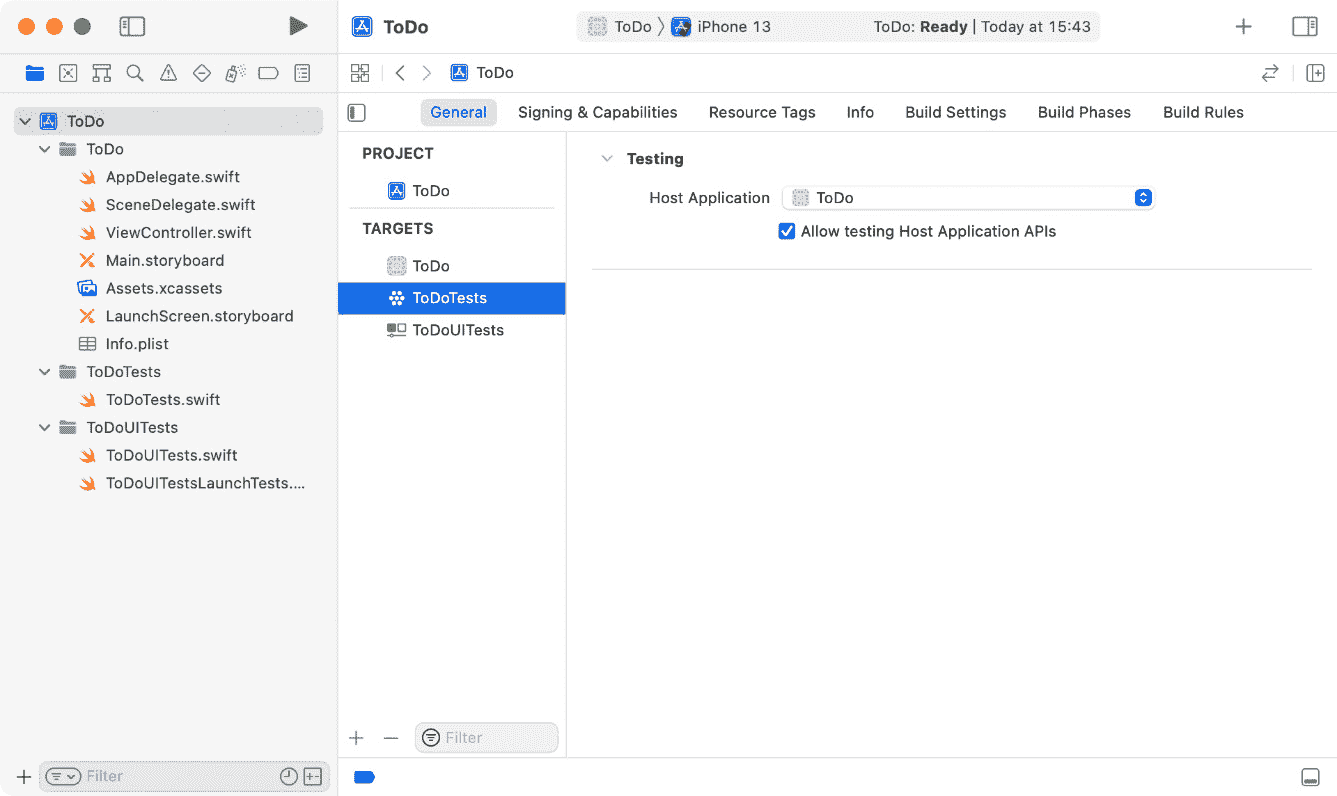 ToDo
ToDo 〉 iPhone 13
ToDo: Ready | Today at 15:43
ToDo
General
Signing & Capabilities
Resource Tags
Info
Build Settings
Build Phases
Build Rules
ToDo
ToDo
AppDelegate.swift
SceneDelegate.swift
ViewController.swift
Main.storyboard
Assets.xcassets
LaunchScreen.storyboard
Info.plist
ToDoTests
ToDoTests.swift
ToDoUITests
ToDoUITests.swift
ToDoUITestsLaunchTests....
Filter
PROJECT
ToDo
TARGETS
ToDo
ToDoTests
ToDoUITests
Filter
Testing
Host Application
ToDo
Allow testing Host Application APIs